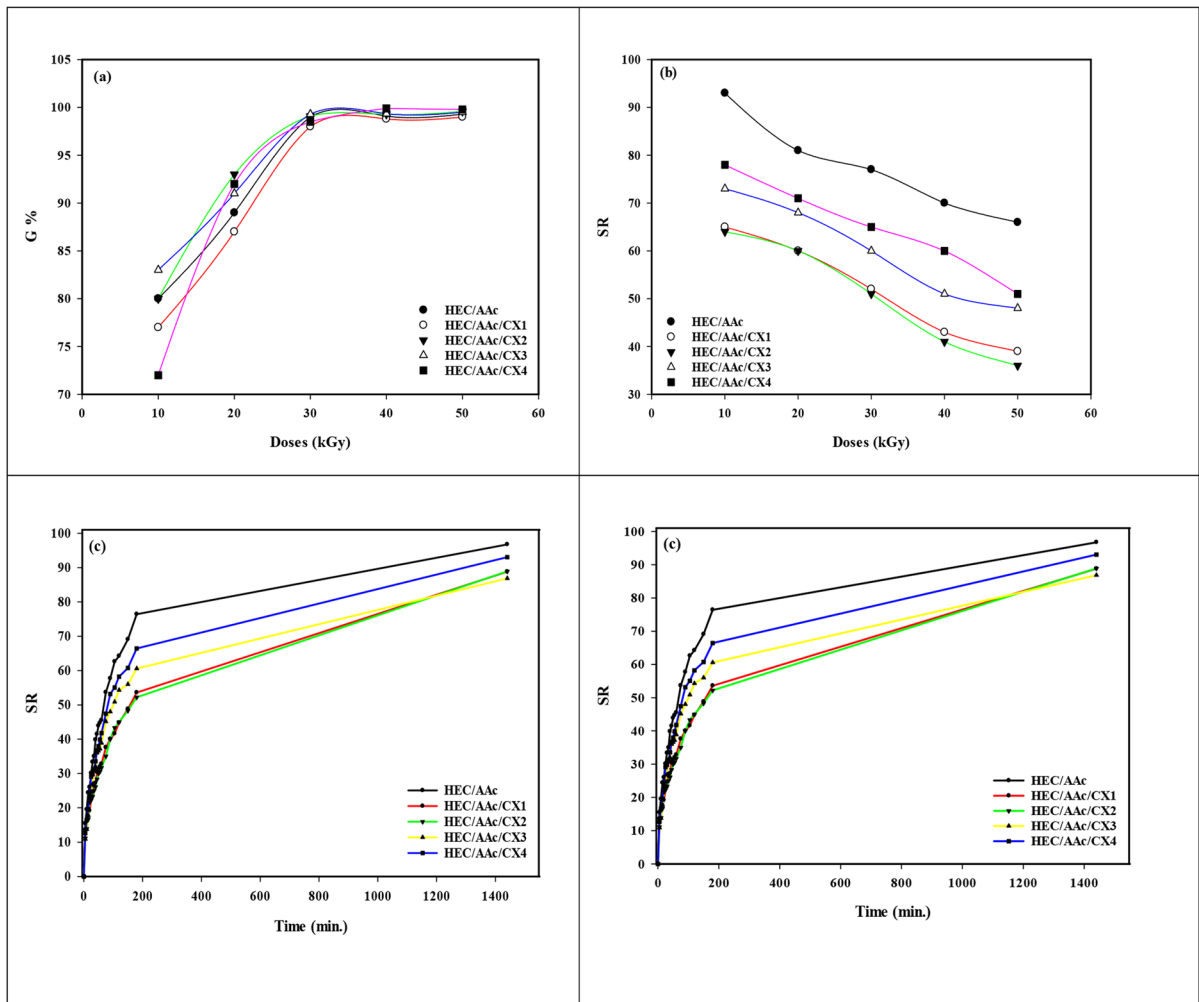 (a)
105
100
95
90
85
80
75
70
G %
0 10 20 30 40 50 60
Doses (kGy)
HEC/AAc
HEC/AAc/CX1
HEC/AAc/CX2
HEC/AAc/CX3
HEC/AAc/CX4
(b)
100
90
80
70
60
50
40
30
SR
0 10 20 30 40 50 60
Doses (kGy)
HEC/AAc
HEC/AAc/CX1
HEC/AAc/CX2
HEC/AAc/CX3
HEC/AAc/CX4
(c)
100
90
80
70
60
50
40
30
20
10
0
SR
0 200 400 600 800 1000 1200 1400
Time (min.)
HEC/AAc
HEC/AAc/CX1
HEC/AAc/CX2
HEC/AAc/CX3
HEC/AAc/CX4
(c)
100
90
80
70
60
50
40
30
20
10
0
SR
0 200 400 600 800 1000 1200 1400
Time (min.)
HEC/AAc
HEC/AAc/CX1
HEC/AAc/CX2
HEC/AAc/CX3
HEC/AAc/CX4